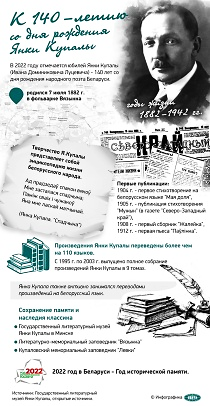 К 140-летию
со дня рождения
Янки Купалы
В 2022 году отмечается юбилей Янки Купалы
(Ивана Доминиковича Луцевича) - 140 лет со
дня рождения народного поэта Беларуси.
родился 7 июля 1882 г.
в фольварке Вязынка
годы жизни
1882-1942 гг.
КРАЙ
Творчество Я.Купалы
представляет собой
энциклопедию жизни
белорусского народа.
Ад прадзедаў спакон вякоў
Мне засталася спадчына;
Паміж сваіх і чужакоў
Яна мне ласкай матчынай.
(Янка Купала "Спадчына")
Первые публикации:
1904 г. - первое стихотворение на
белорусском языке "Мая доля",
1905 г. - публикация стихотворения
"Мужык" (в газете "Северо-Западный
край"),
1908 г. - первый сборник "Жалейка",
1912 г. - первая пьеса "Паўлінка".
Произведения Янки Купалы переведены более чем
на 110 языков.
С 1995 г. по 2003 г. выпущено полное собрание
произведений Янки Купалы в 9 томах.
Янка Купала также активно занимался переводами
произведений на белорусский язык.
Сохранение памяти и
наследия классика
Государственный литературный музей
Янки Купалы в Минске
Литературно-мемориальный заповедник "Вязынка"
Купаловский мемориальный заповедник "Левки"
2022
2022 год в Беларуси - Год исторической памяти.
Источники: Государственный литературный
музей Янки Купалы, открытые источники.
© Инфографика